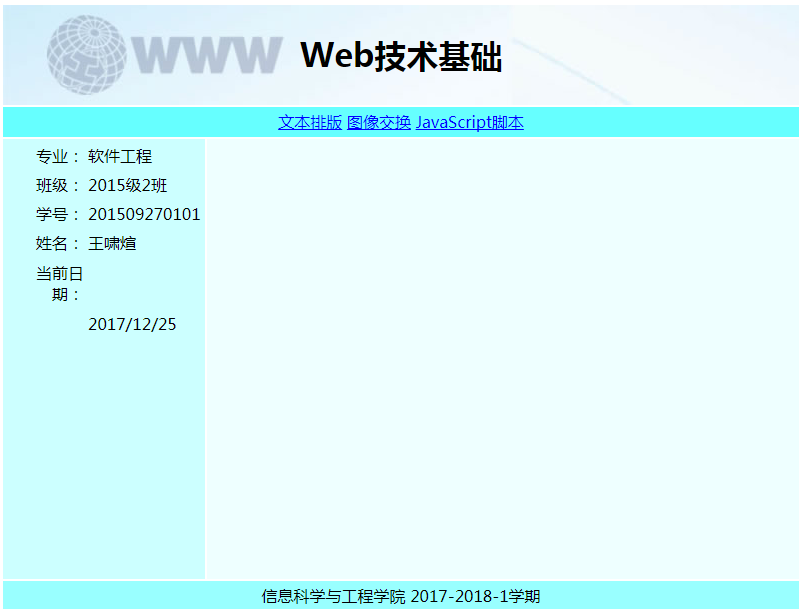 WWW Web技术基础
文本排版 图像交换 JavaScript脚本
专业： 软件工程
班级： 2015级2班
学号： 201509270101
姓名： 王啸煊
当前日
期：
2017/12/25
信息科学与工程学院 2017-2018-1学期